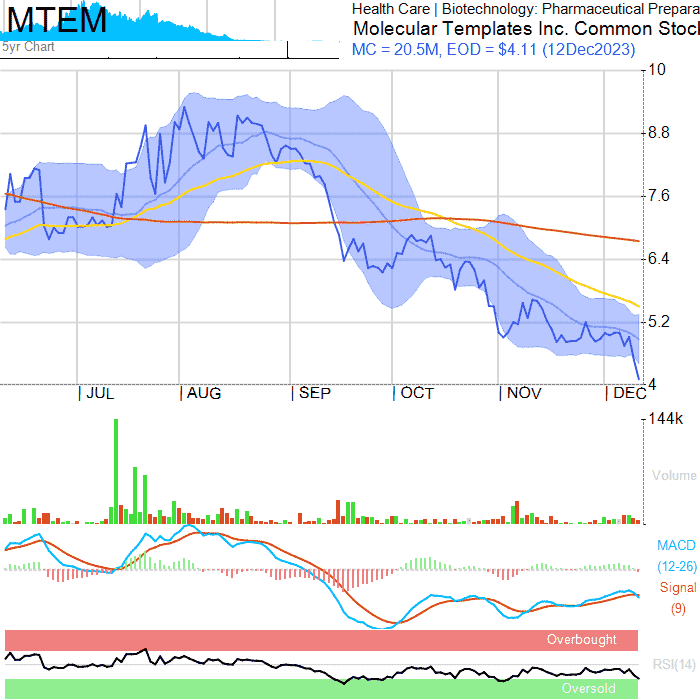 MTEM
Health Care | Biotechnology: Pharmaceutical Prepara
Molecular Templates Inc. Common Stoc
5yr Chart
MC = 20.5M, EOD = $4.11 (12Dec2023)
10
8.8
7.6
6.4
5.2
4
JUL
AUG
SEP
OCT
NOV
DEC
144k
Volume
MACD
(12-26)
Signal
(9)
Overbought
RSI(14)
Oversold